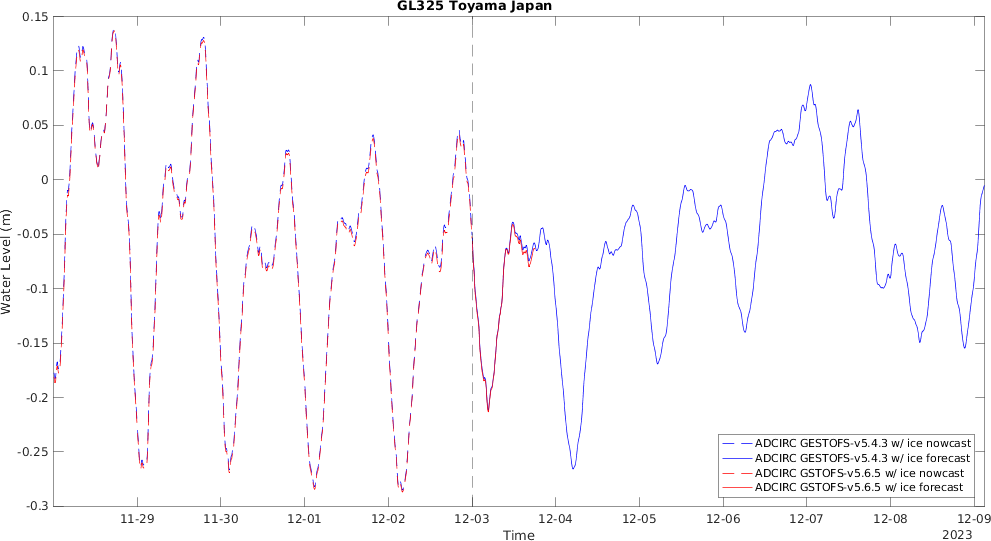 GL325 Toyama Japan
0.15
0.1
0.05
0
-0.05
-0.1
-0.15
-0.2
-0.25
-0.3
Water Level (m)
11-29 11-30 12-01 12-02 12-03 12-04 12-05 12-06 12-07 12-08 12-09
Time
2023
ADCIRC GESTOFS-v5.4.3 w/ ice nowcast
ADCIRC GESTOFS-v5.4.3 w/ ice forecast
ADCIRC GSTOFS-v5.6.5 w/ ice nowcast
ADCIRC GSTOFS-v5.6.5 w/ ice forecast